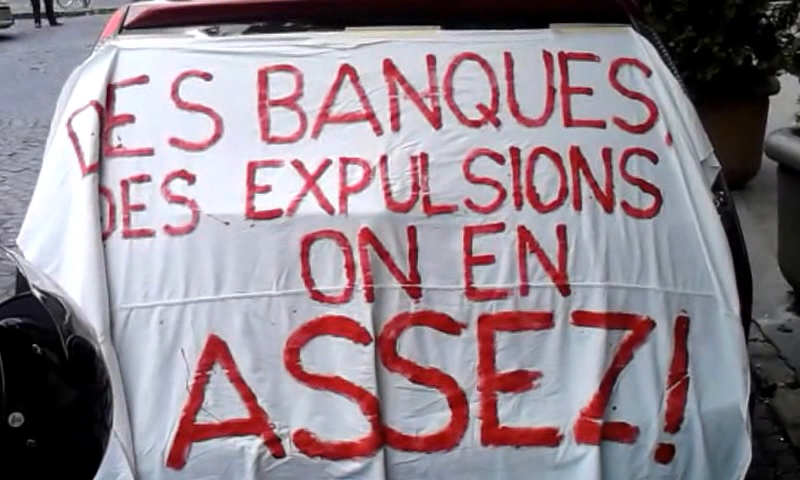 DES BANQUES,
DES EXPULSIONS
ON EN
ASSEZ!